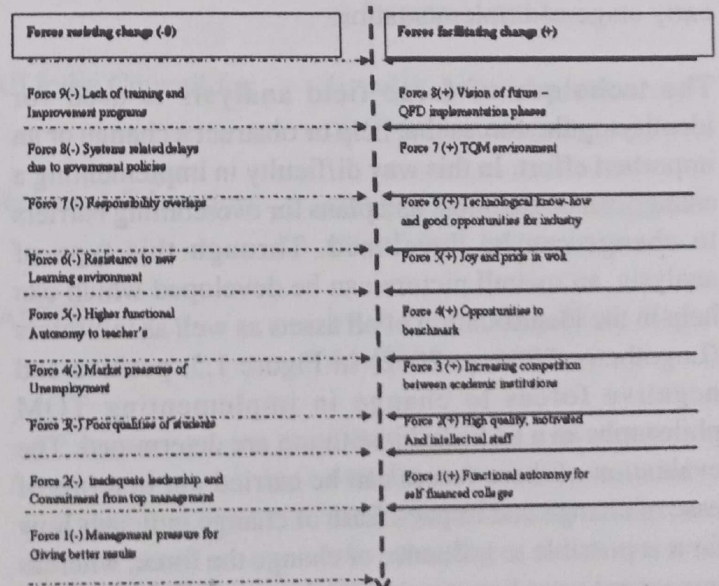 Forces resisting change (-0)
Forces facilitating change (+)
Force 9(-) Lack of training and
Improvement programs
Force 8(-) Systems related delays
due to government policies
Force 7(-) Responsibility overlaps
Force 6(-) Resistance to new
Learning environment
Force 5(-) Higher functional
Autonomy to teacher's
Force 4(-) Market pressures of
Unemployment
Force 3(-) Poor qualities of students
Force 2(-) Inadequate leadership and
Commitment from top management
Force 1(-) Management pressure for
Giving better results
Force 8(+) Vision of future –
QFD implementation phases
Force 7 (+) TQM environment
Force 6 (+) Technological know-how
and good opportunities for industry
Force 5(+) Joy and pride in work
Force 4(+) Opportunities to
benchmark
Force 3 (+) Increasing competition
between academic institutions
Force 2(+) High quality, motivated
And intellectual staff
Force 1(+) Functional autonomy for
self financed colleges